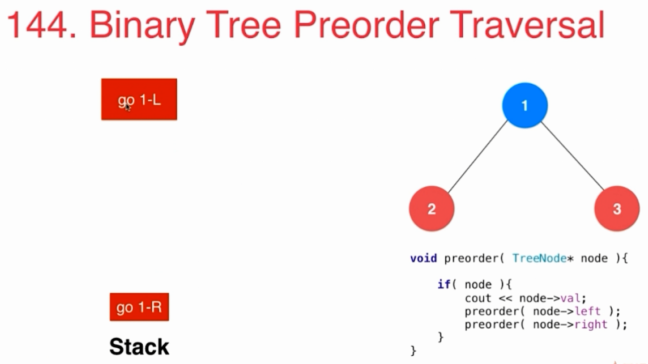 144. Binary Tree Preorder Traversal
go 1-L
1
2
3
void preorder( TreeNode* node ){
if( node ){
cout << node->val;
preorder( node->left );
preorder( node->right );
}
}
go 1-R
Stack